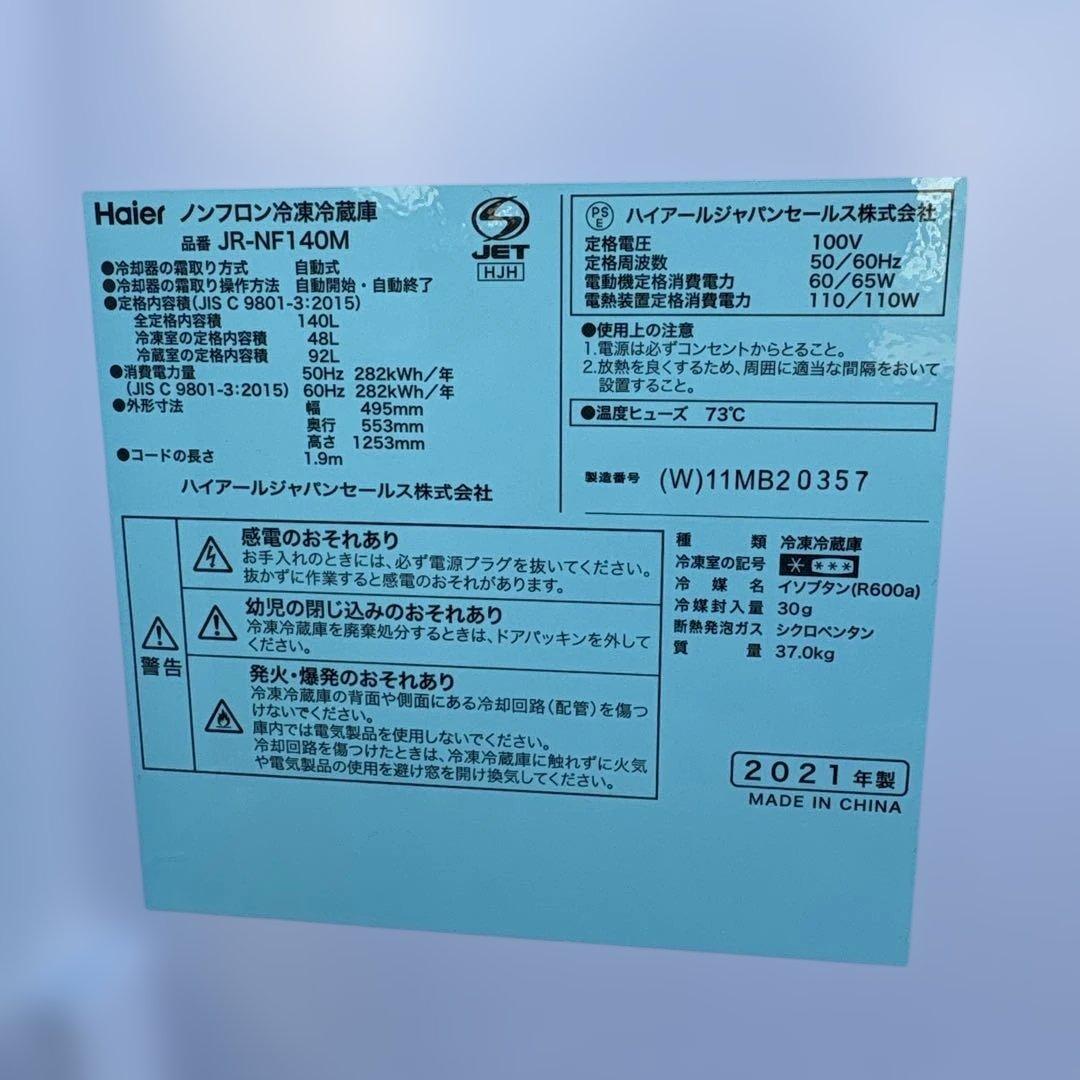 Haier ノンフロン冷凍冷蔵庫
品番 JR-NF140M
JET
HJH
●冷却器の霜取り方式 自動式
●冷却器の霜取り操作方法 自動開始・自動終了
●定格内容積(JIS C 9801-3:2015)
全定格内容積 140L
冷凍室の定格内容積 48L
冷蔵室の定格内容積 92L
●消費電力量 50Hz 282kWh/年
(JIS C 9801-3:2015) 60Hz 282kWh/年
●外形寸法 幅 495mm
奥行 553mm
高さ 1253mm
●コードの長さ 1.9m
ハイアールジャパンセールス株式会社
PSE ハイアールジャパンセールス株式会社
定格電圧 100V
定格周波数 50/60Hz
電動機定格消費電力 60/65W
電熱装置定格消費電力 110/110W
●使用上の注意
1.電源は必ずコンセントからとること。
2.放熱を良くするため、周囲に適当な間隔をおいて
設置すること。
●温度ヒューズ 73℃
製造番号 (W)11MB20357
警告
感電のおそれあり
お手入れのときには、必ず電源プラグを抜いてください。
抜かずに作業すると感電のおそれがあります。
幼児の閉じ込みのおそれあり
冷凍冷蔵庫を廃棄処分するときは、ドアパッキンを外して
ください。
発火・爆発のおそれあり
冷凍冷蔵庫の背面や側面にある冷却回路(配管)を傷つ
けないでください。
庫内では電気製品を使用しないでください。
冷却回路を傷つけたときは、冷凍冷蔵庫に触れずに火気
や電気製品の使用を避け窓を開け換気してください。
種類 冷凍冷蔵庫
冷凍室の記号 * ***
冷媒名 イソブタン(R600a)
冷媒封入量 30g
断熱発泡ガス シクロペンタン
質量 37.0kg
2021年製
MADE IN CHINA